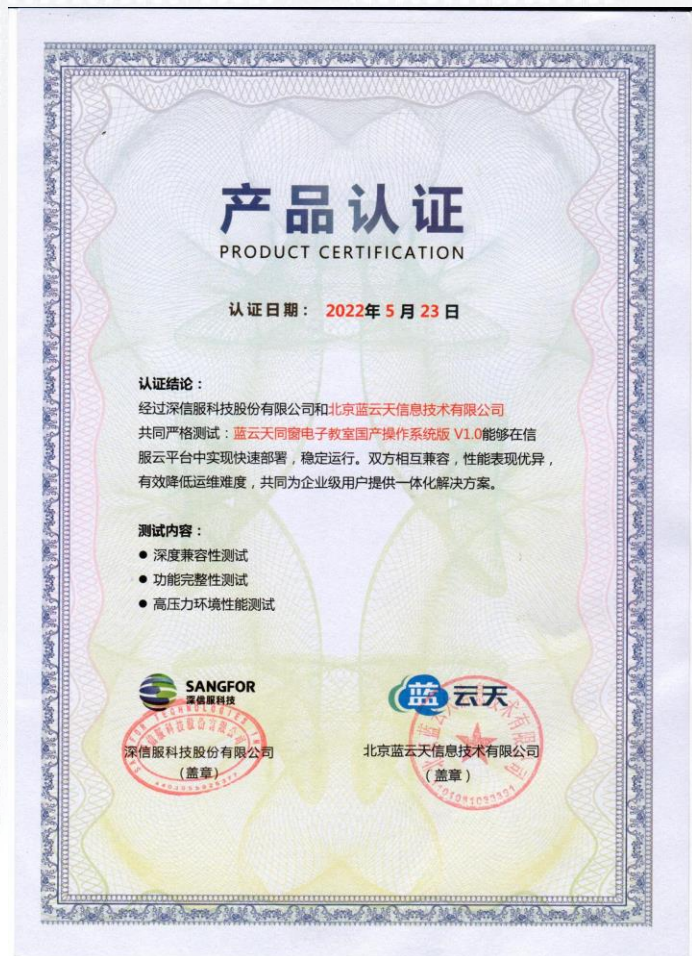 产品认证
PRODUCT CERTIFICATION
认证日期： 2022年 5 月 23 日
认证结论：
经过深信服科技股份有限公司和北京蓝云天信息技术有限公司
共同严格测试：蓝云天同窗电子教室国产操作系统版 V1.0能够在信
服云平台中实现快速部署，稳定运行。双方相互兼容，性能表现优异，
有效降低运维难度，共同为企业级用户提供一体化解决方案。
测试内容：
● 深度兼容性测试
● 功能完整性测试
● 高压力环境性能测试
SANGFOR
深信服科技
蓝云天
深信服科技股份有限公司
（盖章）
北京蓝云天信息技术有限公司
（盖章）